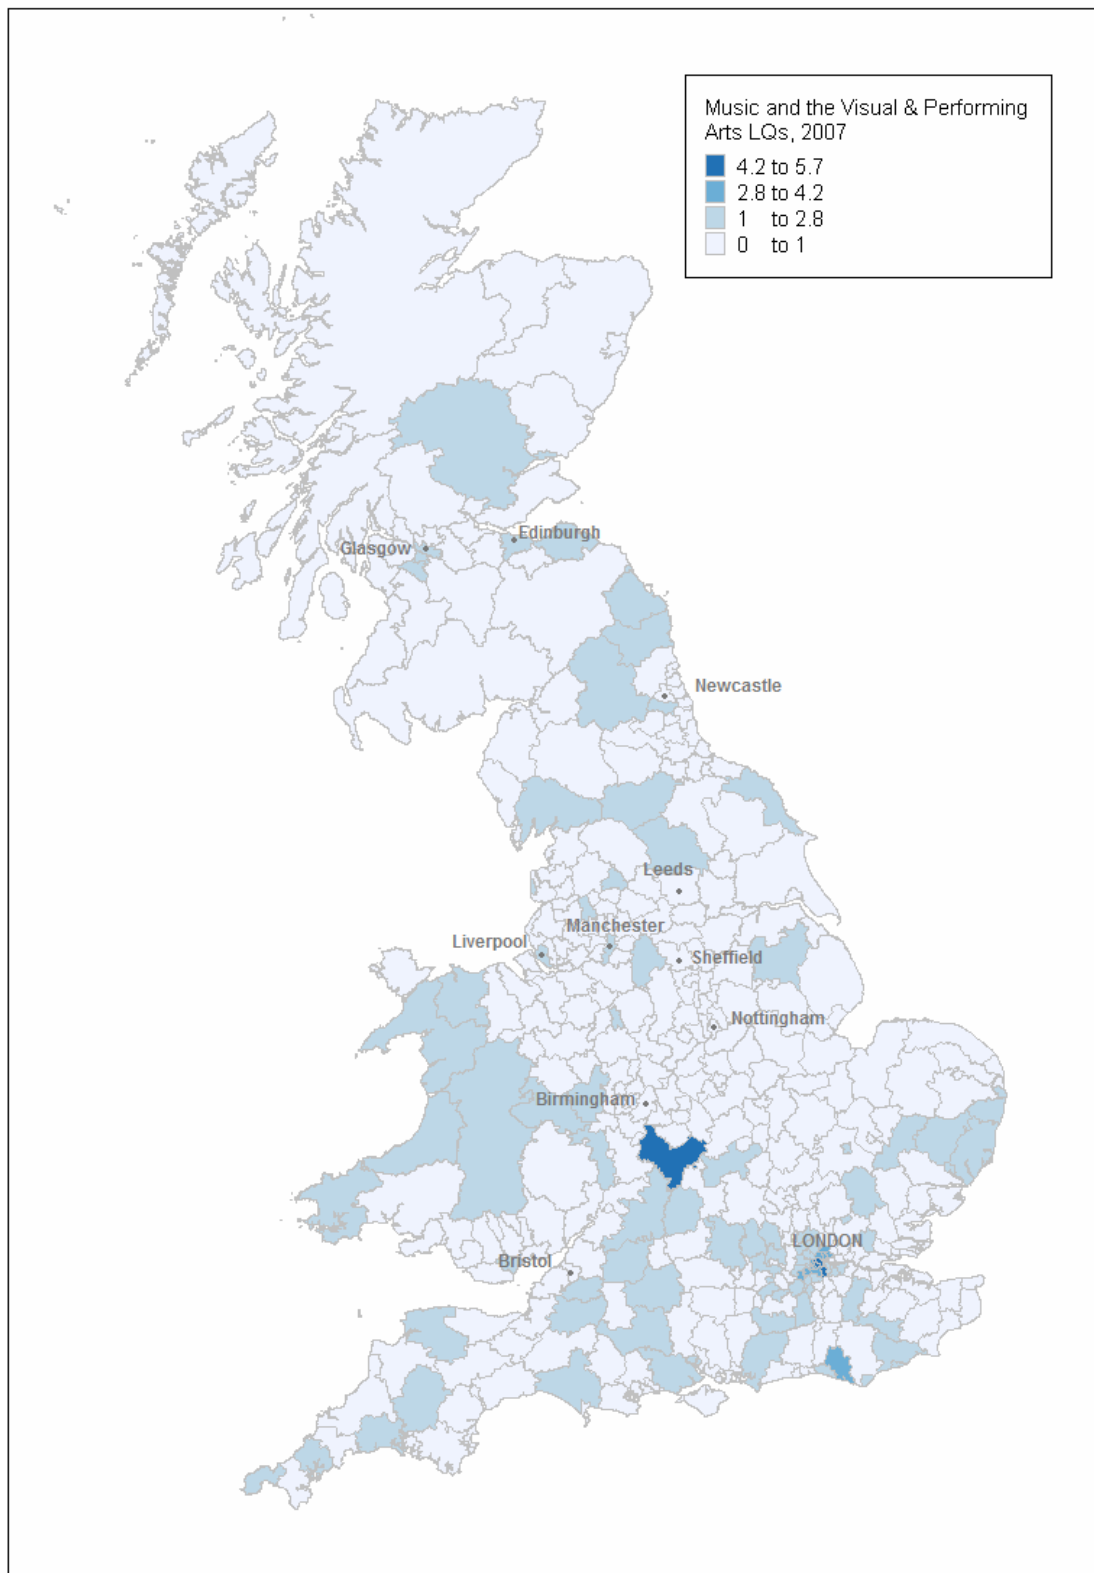 Music and the Visual & Performing
Arts LQs, 2007
4.2 to 5.7
2.8 to 4.2
1 to 2.8
0 to 1
Edinburgh
Glasgow
Newcastle
Leeds
Manchester
Liverpool
Sheffield
Nottingham
Birmingham
LONDON
Bristol